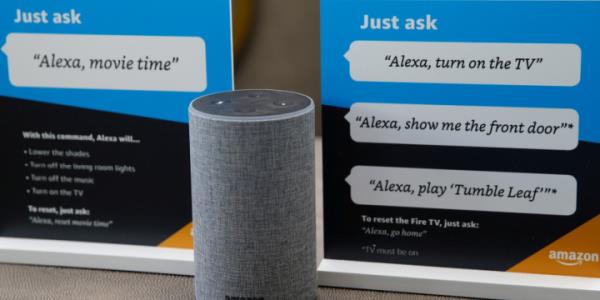 Just ask
“Alexa, movie time”
With this command, Alexa will...
• Lower the shades
• Turn off the living room lights
• Turn off the music
• Turn on the TV
To reset, just ask:
“Alexa, reset movie time”
Just ask
“Alexa, turn on the TV”
“Alexa, show me the front door”*
“Alexa, play ‘Tumble Leaf’”*
To reset the Fire TV, just ask:
“Alexa, go home”
*TV must be on
amazon